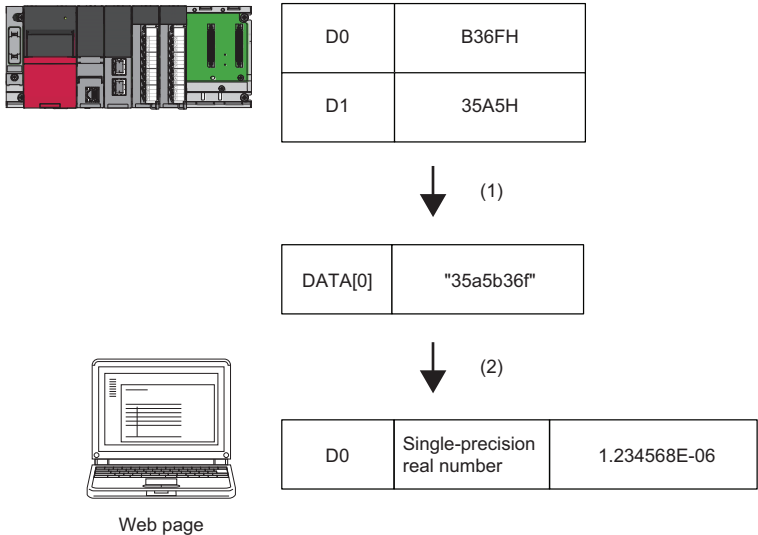 D0 B36FH
D1 35A5H
(1)
DATA[0] "35a5b36f"
(2)
D0 Single-precision real number 1.234568E-06
Web page